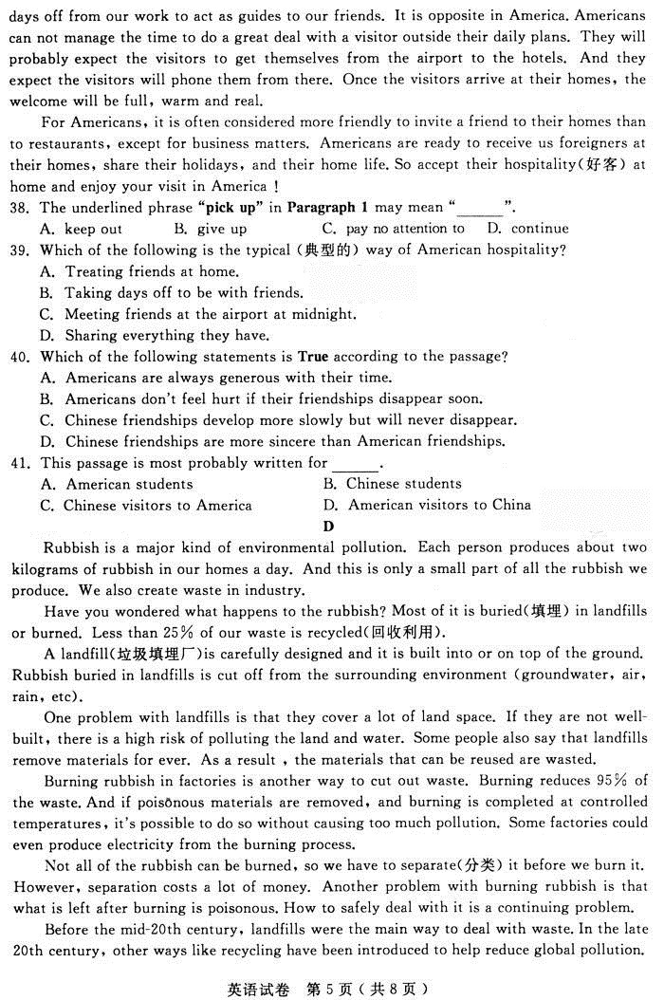 days off from our work to act as guides to our friends. It is opposite in America. Americans
can not manage the time to do a great deal with a visitor outside their daily plans. They will
probably expect the visitors to get themselves from the airport to the hotels. And they
expect the visitors will phone them from there. Once the visitors arrive at their homes, the
welcome will be full, warm and real.
For Americans, it is often considered more friendly to invite a friend to their homes than
to restaurants, except for business matters. Americans are ready to receive us foreigners at
their homes, share their holidays, and their home life. So accept their hospitality(好客) at
home and enjoy your visit in America!
38. The underlined phrase “pick up” in Paragraph 1 may mean “______”.
A. keep out B. give up C. pay no attention to D. continue
39. Which of the following is the typical (典型的) way of American hospitality?
A. Treating friends at home.
B. Taking days off to be with friends.
C. Meeting friends at the airport at midnight.
D. Sharing everything they have.
40. Which of the following statements is True according to the passage?
A. Americans are always generous with their time.
B. Americans don't feel hurt if their friendships disappear soon.
C. Chinese friendships develop more slowly but will never disappear.
D. Chinese friendships are more sincere than American friendships.
41. This passage is most probably written for ______.
A. American students B. Chinese students
C. Chinese visitors to America D. American visitors to China
D
Rubbish is a major kind of environmental pollution. Each person produces about two
kilograms of rubbish in our homes a day. And this is only a small part of all the rubbish we
produce. We also create waste in industry.
Have you wondered what happens to the rubbish? Most of it is buried(填埋) in landfills
or burned. Less than 25% of our waste is recycled(回收利用).
A landfill(垃圾填埋厂)is carefully designed and it is built into or on top of the ground.
Rubbish buried in landfills is cut off from the surrounding environment (groundwater, air,
rain, etc).
One problem with landfills is that they cover a lot of land space. If they are not well-
built, there is a high risk of polluting the land and water. Some people also say that landfills
remove materials for ever. As a result , the materials that can be reused are wasted.
Burning rubbish in factories is another way to cut out waste. Burning reduces 95% of
the waste. And if poisonous materials are removed, and burning is completed at controlled
temperatures, it's possible to do so without causing too much pollution. Some factories could
even produce electricity from the burning process.
Not all of the rubbish can be burned, so we have to separate(分类) it before we burn it.
However, separation costs a lot of money. Another problem with burning rubbish is that
what is left after burning is poisonous. How to safely deal with it is a continuing problem.
Before the mid-20th century, landfills were the main way to deal with waste. In the late
20th century, other ways like recycling have been introduced to help reduce global pollution.
英语试卷 第5页(共8页)